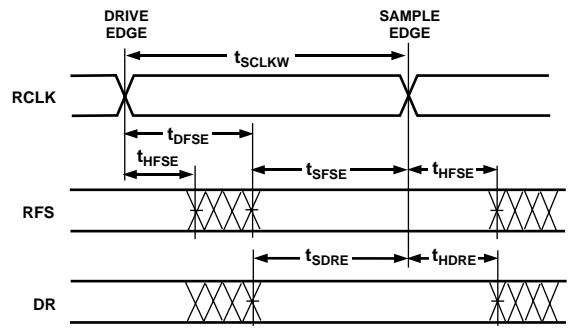 DRIVE EDGE
SAMPLE EDGE
tSCLKW
RCLK
tDFSE
tHFSE
tSFSE
tHFSE
RFS
tSDRE
tHDRE
DR